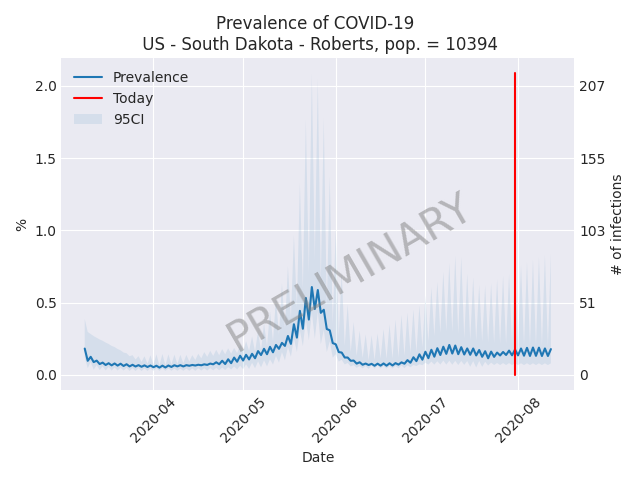 Prevalence of COVID-19
US - South Dakota - Roberts, pop. = 10394
Prevalence
Today
95CI
PRELIMINARY
%
2.0
1.5
1.0
0.5
0.0
207
155
103
51
0
# of infections
2020-04
2020-05
2020-06
2020-07
2020-08
Date